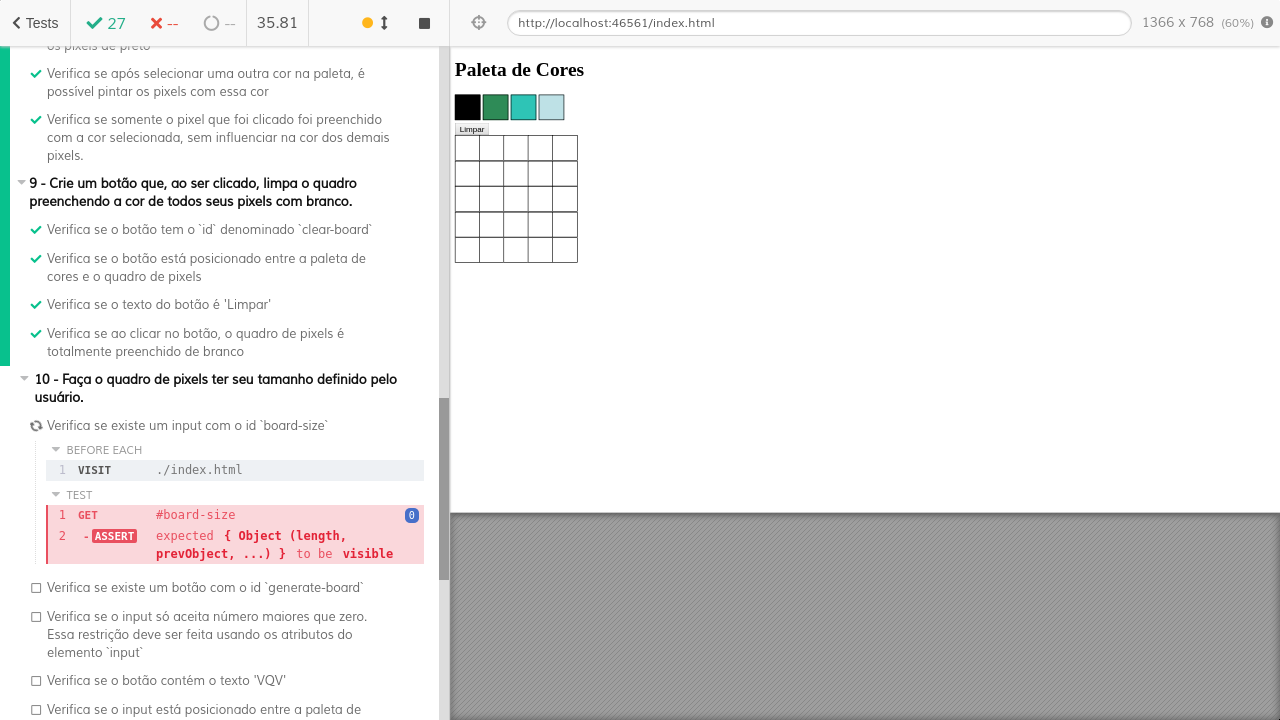 Tests
27
--
--
35.81
http://localhost:46561/index.html
1366 x 768 (60%)
os pixels de preto
Verifica se após selecionar uma outra cor na paleta, é
possível pintar os pixels com essa cor
Verifica se somente o pixel que foi clicado foi preenchido
com a cor selecionada, sem influenciar na cor dos demais
pixels.
9 - Crie um botão que, ao ser clicado, limpa o quadro
preenchendo a cor de todos seus pixels com branco.
Verifica se o botão tem o `id` denominado `clear-board`
Verifica se o botão está posicionado entre a paleta de
cores e o quadro de pixels
Verifica se o texto do botão é 'Limpar'
Verifica se ao clicar no botão, o quadro de pixels é
totalmente preenchido de branco
10 - Faça o quadro de pixels ter seu tamanho definido pelo
usuário.
Verifica se existe um input com o id `board-size`
BEFORE EACH
1 VISIT ./index.html
TEST
1 GET #board-size 0
2 -ASSERT expected { Object (length,
prevObject, ...) } to be visible
Verifica se existe um botão com o id `generate-board`
Verifica se o input só aceita número maiores que zero.
Essa restrição deve ser feita usando os atributos do
elemento `input`
Verifica se o botão contém o texto 'VQV'
Verifica se o input está posicionado entre a paleta de
Paleta de Cores
Limpar